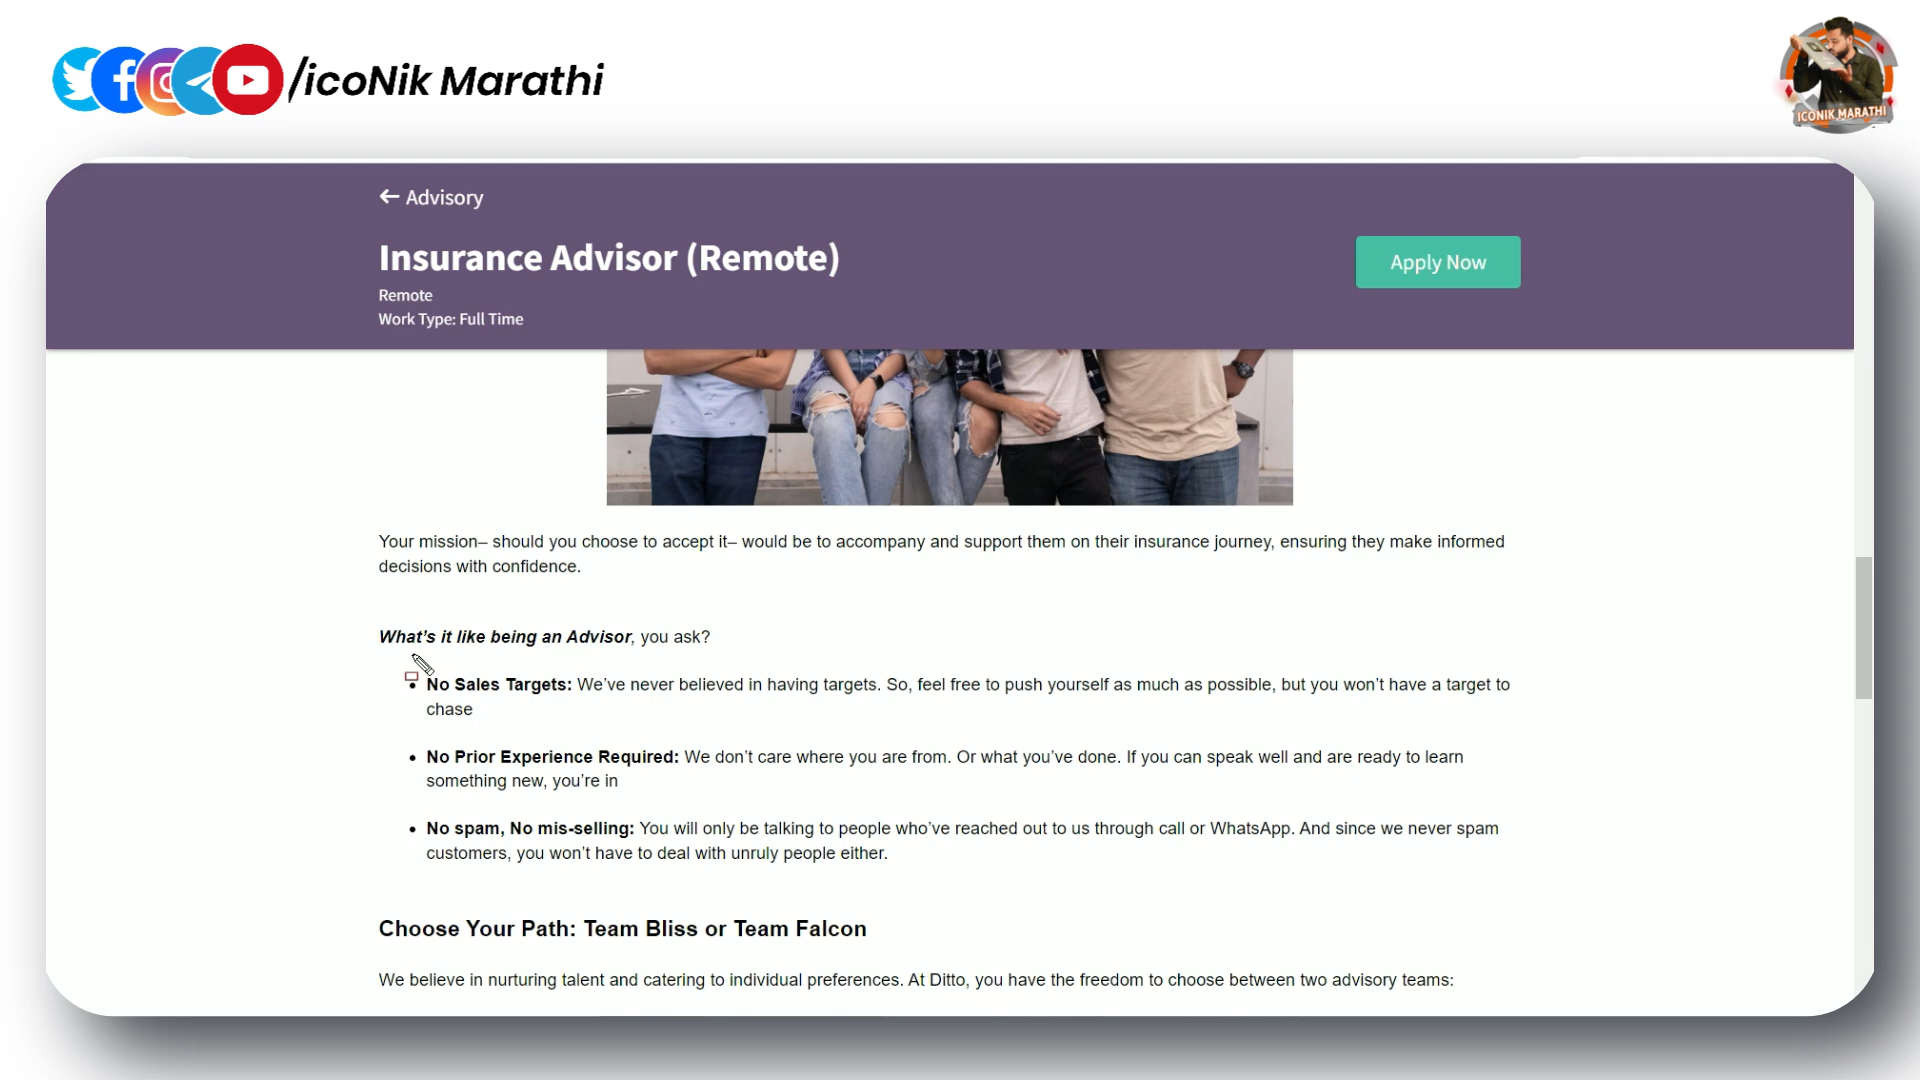 /icoNik Marathi
ICONIK MARATHI
← Advisory
Insurance Advisor (Remote)
Apply Now
Remote
Work Type: Full Time
Your mission– should you choose to accept it– would be to accompany and support them on their insurance journey, ensuring they make informed
decisions with confidence.
What’s it like being an Advisor, you ask?
• No Sales Targets: We’ve never believed in having targets. So, feel free to push yourself as much as possible, but you won’t have a target to
chase
• No Prior Experience Required: We don’t care where you are from. Or what you’ve done. If you can speak well and are ready to learn
something new, you’re in
• No spam, No mis-selling: You will only be talking to people who’ve reached out to us through call or WhatsApp. And since we never spam
customers, you won’t have to deal with unruly people either.
Choose Your Path: Team Bliss or Team Falcon
We believe in nurturing talent and catering to individual preferences. At Ditto, you have the freedom to choose between two advisory teams: